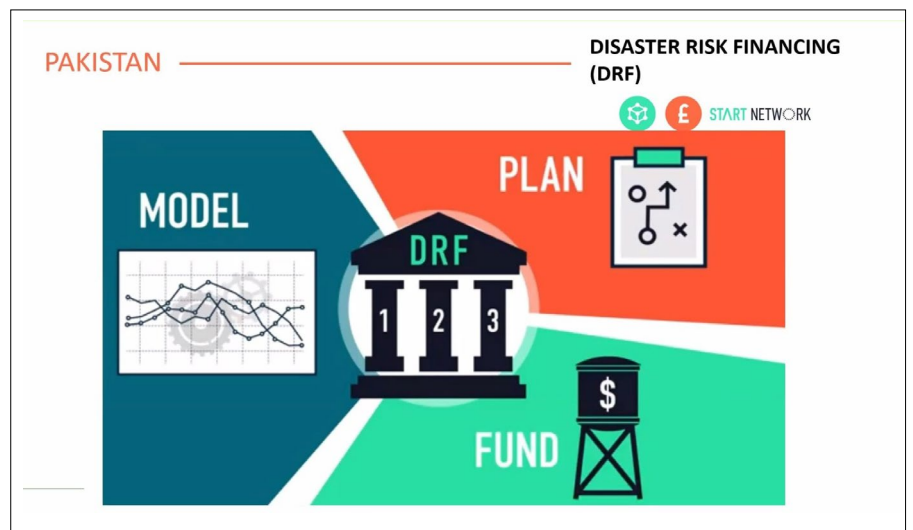 PAKISTAN
DISASTER RISK FINANCING
(DRF)
£ START NETWORK
MODEL
PLAN
DRF
1 2 3
$
FUND